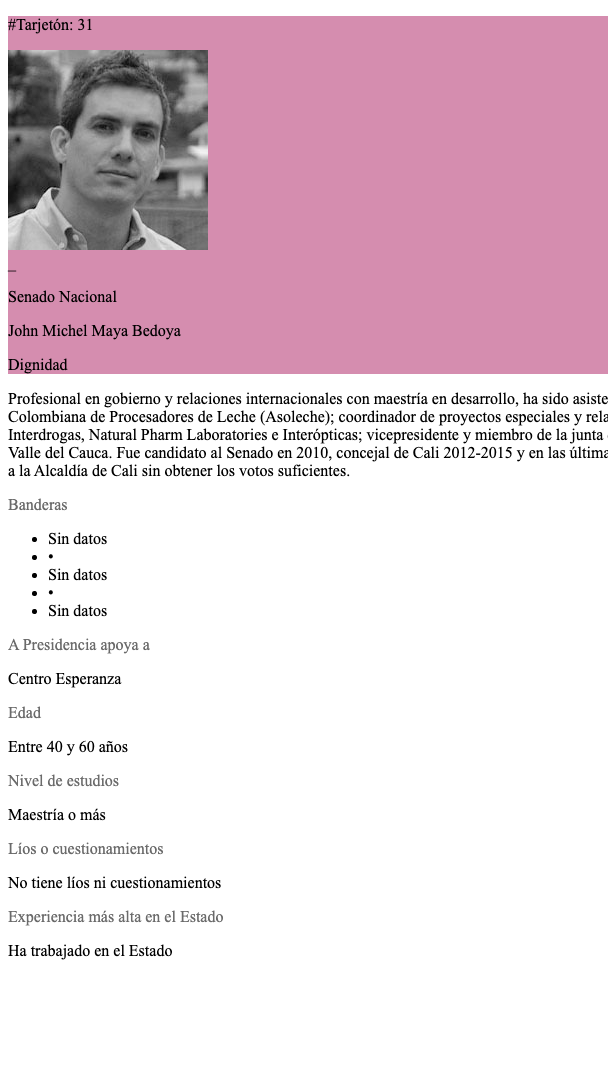 #Tarjetón: 31
_
Senado Nacional
John Michel Maya Bedoya
Dignidad
Profesional en gobierno y relaciones internacionales con maestría en desarrollo, ha sido asiste
Colombiana de Procesadores de Leche (Asoleche); coordinador de proyectos especiales y rela
Interdrogas, Natural Pharm Laboratories e Interópticas; vicepresidente y miembro de la junta
Valle del Cauca. Fue candidato al Senado en 2010, concejal de Cali 2012-2015 y en las última
a la Alcaldía de Cali sin obtener los votos suficientes.
Banderas
• Sin datos
• •
• Sin datos
• •
• Sin datos
A Presidencia apoya a
Centro Esperanza
Edad
Entre 40 y 60 años
Nivel de estudios
Maestría o más
Líos o cuestionamientos
No tiene líos ni cuestionamientos
Experiencia más alta en el Estado
Ha trabajado en el Estado